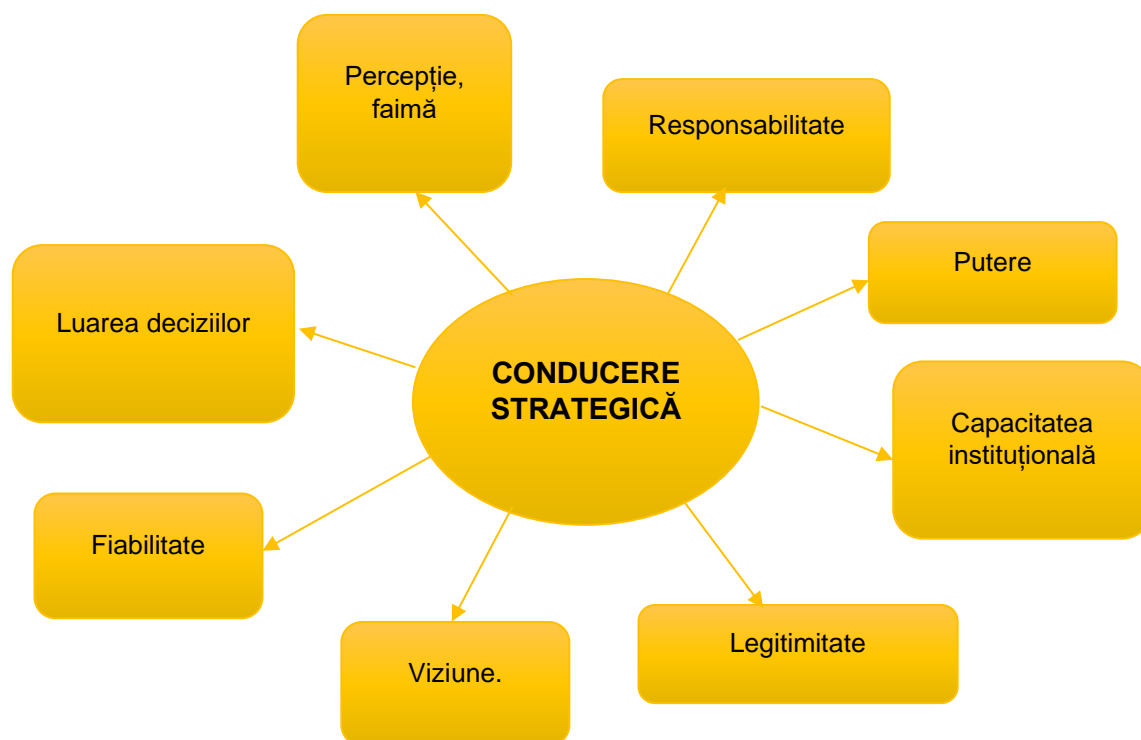 Percepție,
faimă
Responsabilitate
Putere
Luarea deciziilor
CONDUCERE
STRATEGICĂ
Capacitatea
instituțională
Fiabilitate
Legitimitate
Viziune.